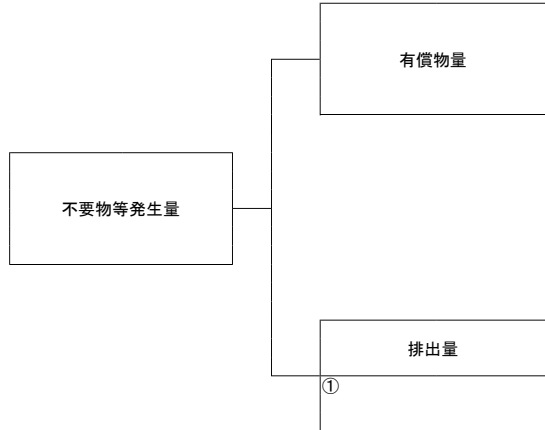 有償物量
不要物等発生量
排出量
①